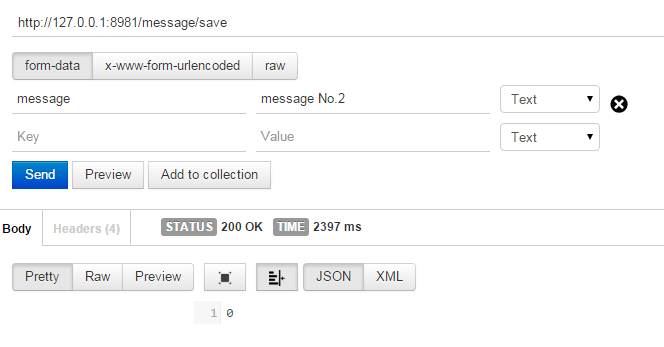 http://127.0.0.1:8981/message/save
form-data x-www-form-urlencoded raw
message message No.2 Text
Key Value Text
Send Preview Add to collection
Body Headers (4) STATUS 200 OK TIME 2397 ms
Pretty Raw Preview JSON XML
1 0